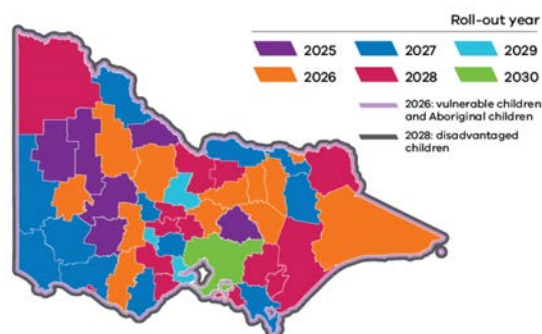 Roll-out year
2025 2027 2029
2026 2028 2030
2026: vulnerable children
and Aboriginal children
2028: disadvantaged
children